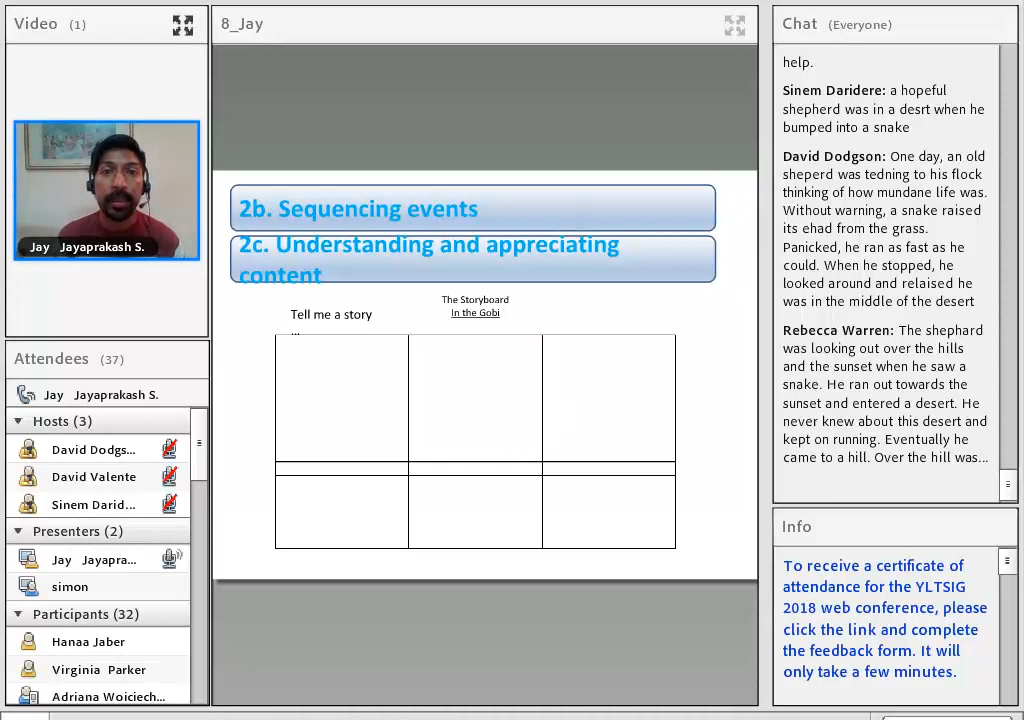 Video (1)
Jay Jayaprakash S.
Attendees (37)
Jay Jayaprakash S.
Hosts (3)
David Dodgs...
David Valente
Sinem Darid...
Presenters (2)
Jay Jayapra...
simon
Participants (32)
Hanaa Jaber
Virginia Parker
Adriana Woiciech...
8_Jay
2b. Sequencing events
2c. Understanding and appreciating
content
The Storyboard
In the Gobi
Tell me a story
...
Chat (Everyone)
help.
Sinem Daridere: a hopeful
shepherd was in a desrt when he
bumped into a snake
David Dodgson: One day, an old
sheperd was tedning to his flock
thinking of how mundane life was.
Without warning, a snake raised
its ehad from the grass.
Panicked, he ran as fast as he
could. When he stopped, he
looked around and relaised he
was in the middle of the desert
Rebecca Warren: The shephard
was looking out over the hills
and the sunset when he saw a
snake. He ran out towards the
sunset and entered a desert. He
never knew about this desert and
kept on running. Eventually he
came to a hill. Over the hill was...
Info
To receive a certificate of
attendance for the YLTSIG
2018 web conference, please
click the link and complete
the feedback form. It will
only take a few minutes.